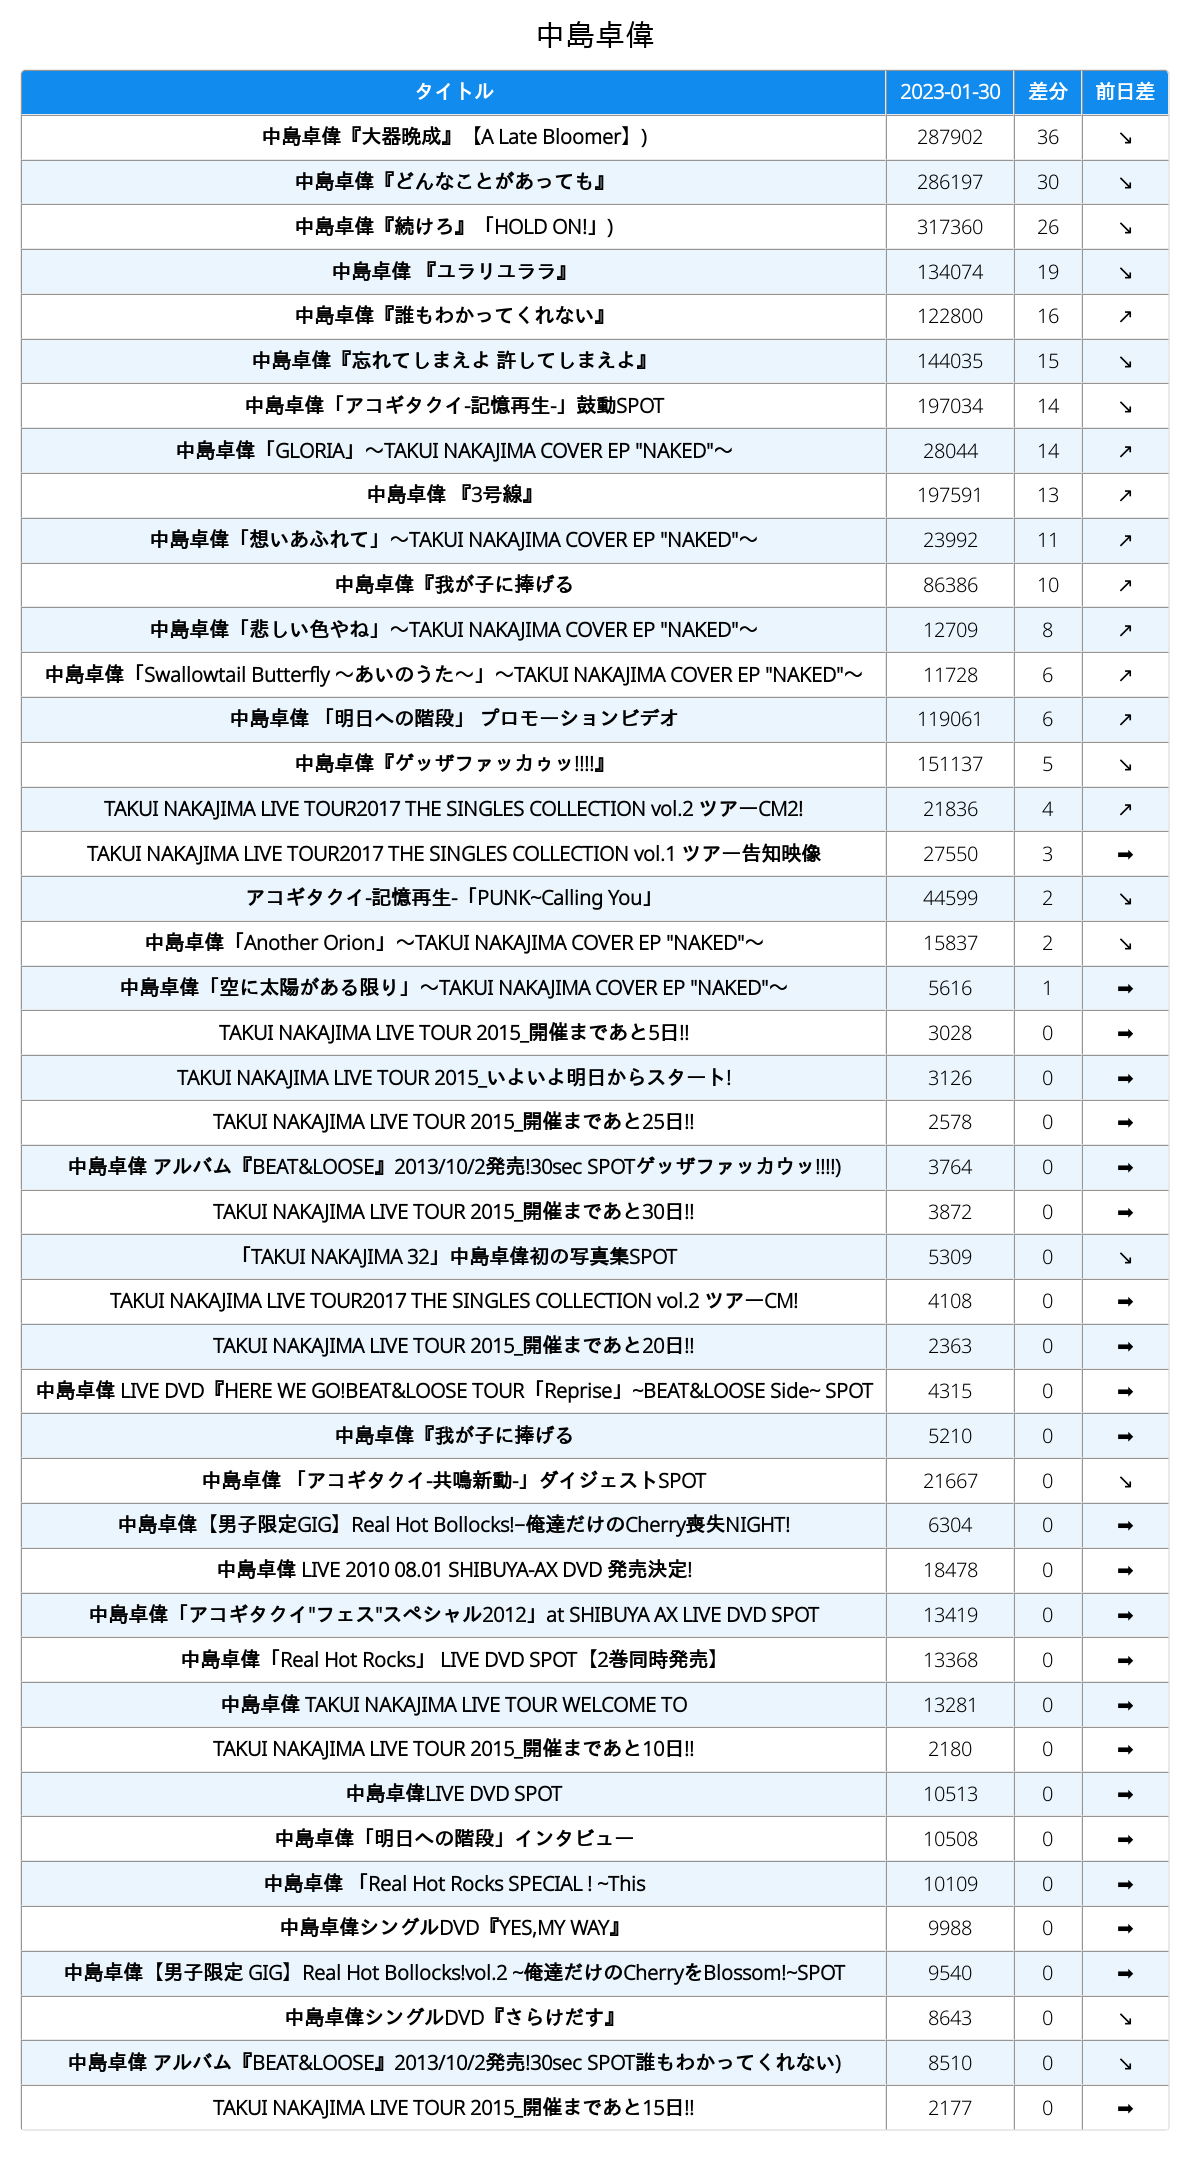 中島卓偉
タイトル 2023-01-30 差分 前日差
中島卓偉『大器晩成』【A Late Bloomer】) 287902 36 ↘
中島卓偉『どんなことがあっても』 286197 30 ↘
中島卓偉『続けろ』「HOLD ON!」) 317360 26 ↘
中島卓偉 『ユラリユララ』 134074 19 ↘
中島卓偉『誰もわかってくれない』 122800 16 ↗
中島卓偉『忘れてしまえよ 許してしまえよ』 144035 15 ↘
中島卓偉「アコギタクイ-記憶再生-」鼓動SPOT 197034 14 ↘
中島卓偉「GLORIA」～TAKUI NAKAJIMA COVER EP "NAKED"～ 28044 14 ↗
中島卓偉 『3号線』 197591 13 ↗
中島卓偉「想いあふれて」～TAKUI NAKAJIMA COVER EP "NAKED"～ 23992 11 ↗
中島卓偉『我が子に捧げる 86386 10 ↗
中島卓偉「悲しい色やね」～TAKUI NAKAJIMA COVER EP "NAKED"～ 12709 8 ↗
中島卓偉「Swallowtail Butterfly ～あいのうた～」～TAKUI NAKAJIMA COVER EP "NAKED"～ 11728 6 ↗
中島卓偉 「明日への階段」 プロモーションビデオ 119061 6 ↗
中島卓偉『ゲッザファッカゥッ!!!!』 151137 5 ↘
TAKUI NAKAJIMA LIVE TOUR2017 THE SINGLES COLLECTION vol.2 ツアーCM2! 21836 4 ↗
TAKUI NAKAJIMA LIVE TOUR2017 THE SINGLES COLLECTION vol.1 ツアー告知映像 27550 3 ➡
アコギタクイ-記憶再生-「PUNK~Calling You」 44599 2 ↘
中島卓偉「Another Orion」～TAKUI NAKAJIMA COVER EP "NAKED"～ 15837 2 ↘
中島卓偉「空に太陽がある限り」～TAKUI NAKAJIMA COVER EP "NAKED"～ 5616 1 ➡
TAKUI NAKAJIMA LIVE TOUR 2015_開催まであと5日!! 3028 0 ➡
TAKUI NAKAJIMA LIVE TOUR 2015_いよいよ明日からスタート! 3126 0 ➡
TAKUI NAKAJIMA LIVE TOUR 2015_開催まであと25日!! 2578 0 ➡
中島卓偉 アルバム『BEAT&LOOSE』2013/10/2発売!30sec SPOTゲッザファッカウッ!!!!) 3764 0 ➡
TAKUI NAKAJIMA LIVE TOUR 2015_開催まであと30日!! 3872 0 ➡
「TAKUI NAKAJIMA 32」中島卓偉初の写真集SPOT 5309 0 ↘
TAKUI NAKAJIMA LIVE TOUR2017 THE SINGLES COLLECTION vol.2 ツアーCM! 4108 0 ➡
TAKUI NAKAJIMA LIVE TOUR 2015_開催まであと20日!! 2363 0 ➡
中島卓偉 LIVE DVD『HERE WE GO!BEAT&LOOSE TOUR「Reprise」~BEAT&LOOSE Side~ SPOT 4315 0 ➡
中島卓偉『我が子に捧げる 5210 0 ➡
中島卓偉 「アコギタクイ-共鳴新動-」ダイジェストSPOT 21667 0 ↘
中島卓偉【男子限定GIG】Real Hot Bollocks!−俺達だけのCherry喪失NIGHT! 6304 0 ➡
中島卓偉 LIVE 2010 08.01 SHIBUYA-AX DVD 発売決定! 18478 0 ➡
中島卓偉「アコギタクイ"フェス"スペシャル2012」at SHIBUYA AX LIVE DVD SPOT 13419 0 ➡
中島卓偉「Real Hot Rocks」 LIVE DVD SPOT【2巻同時発売】 13368 0 ➡
中島卓偉 TAKUI NAKAJIMA LIVE TOUR WELCOME TO 13281 0 ➡
TAKUI NAKAJIMA LIVE TOUR 2015_開催まであと10日!! 2180 0 ➡
中島卓偉LIVE DVD SPOT 10513 0 ➡
中島卓偉「明日への階段」インタビュー 10508 0 ➡
中島卓偉 「Real Hot Rocks SPECIAL ! ~This 10109 0 ➡
中島卓偉シングルDVD『YES,MY WAY』 9988 0 ➡
中島卓偉【男子限定 GIG】Real Hot Bollocks!vol.2 ~俺達だけのCherryをBlossom!~SPOT 9540 0 ➡
中島卓偉シングルDVD『さらけだす』 8643 0 ↘
中島卓偉 アルバム『BEAT&LOOSE』2013/10/2発売!30sec SPOT誰もわかってくれない) 8510 0 ↘
TAKUI NAKAJIMA LIVE TOUR 2015_開催まであと15日!! 2177 0 ➡